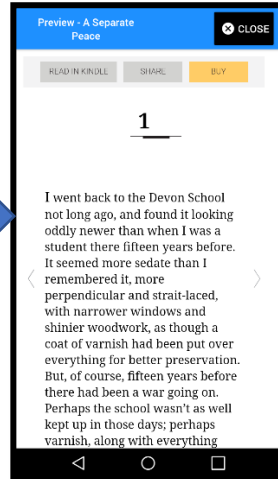 Preview - A Separate
Peace
CLOSE
READ IN KINDLE SHARE BUY
1
I went back to the Devon School
not long ago, and found it looking
oddly newer than when I was a
student there fifteen years before.
It seemed more sedate than I
remembered it, more
perpendicular and strait-laced,
with narrower windows and
shinier woodwork, as though a
coat of varnish had been put over
everything for better preservation.
But, of course, fifteen years before
there had been a war going on.
Perhaps the school wasn't as well
kept up in those days; perhaps
varnish, along with everything